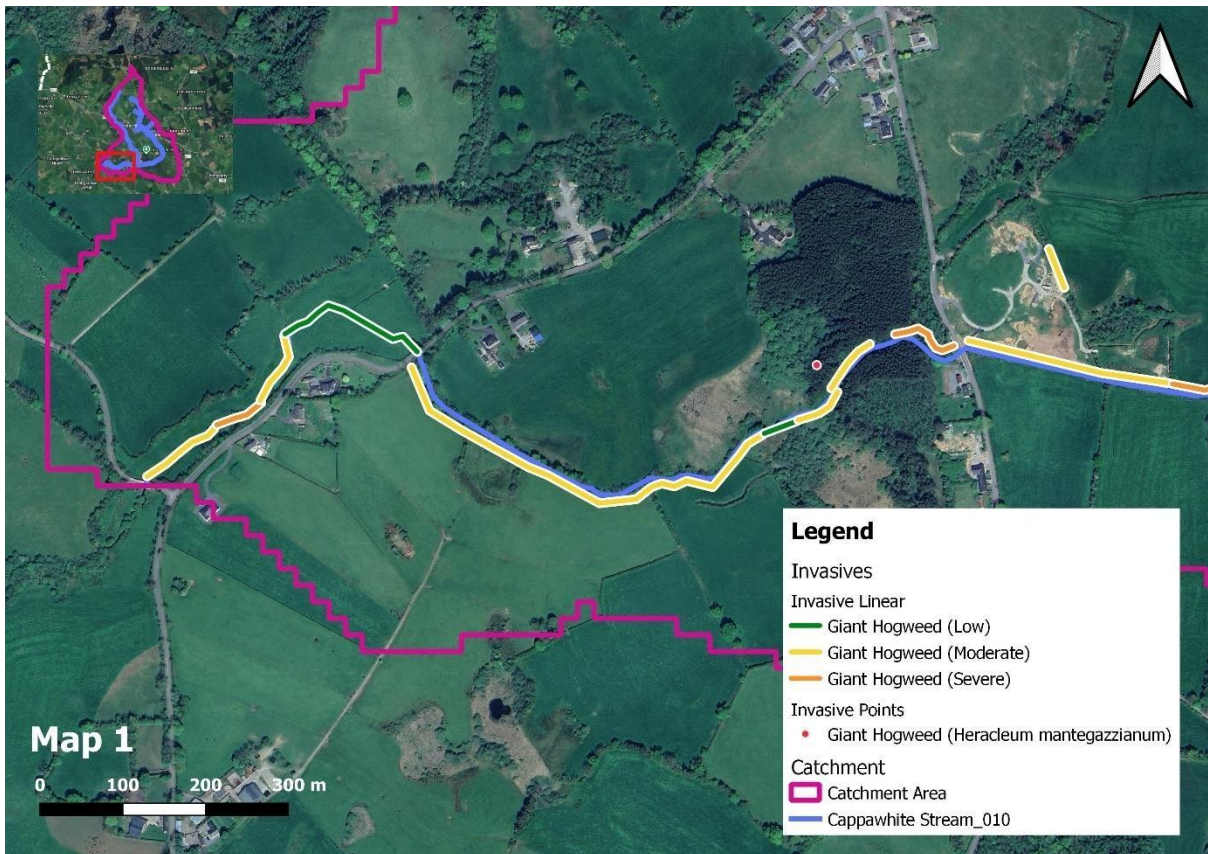 Legend
Invasives
Invasive Linear
Giant Hogweed (Low)
Giant Hogweed (Moderate)
Giant Hogweed (Severe)
Invasive Points
Giant Hogweed (Heracleum mantegazzianum)
Catchment
Catchment Area
Cappawhite Stream_010
Map 1
0 100 200 300 m